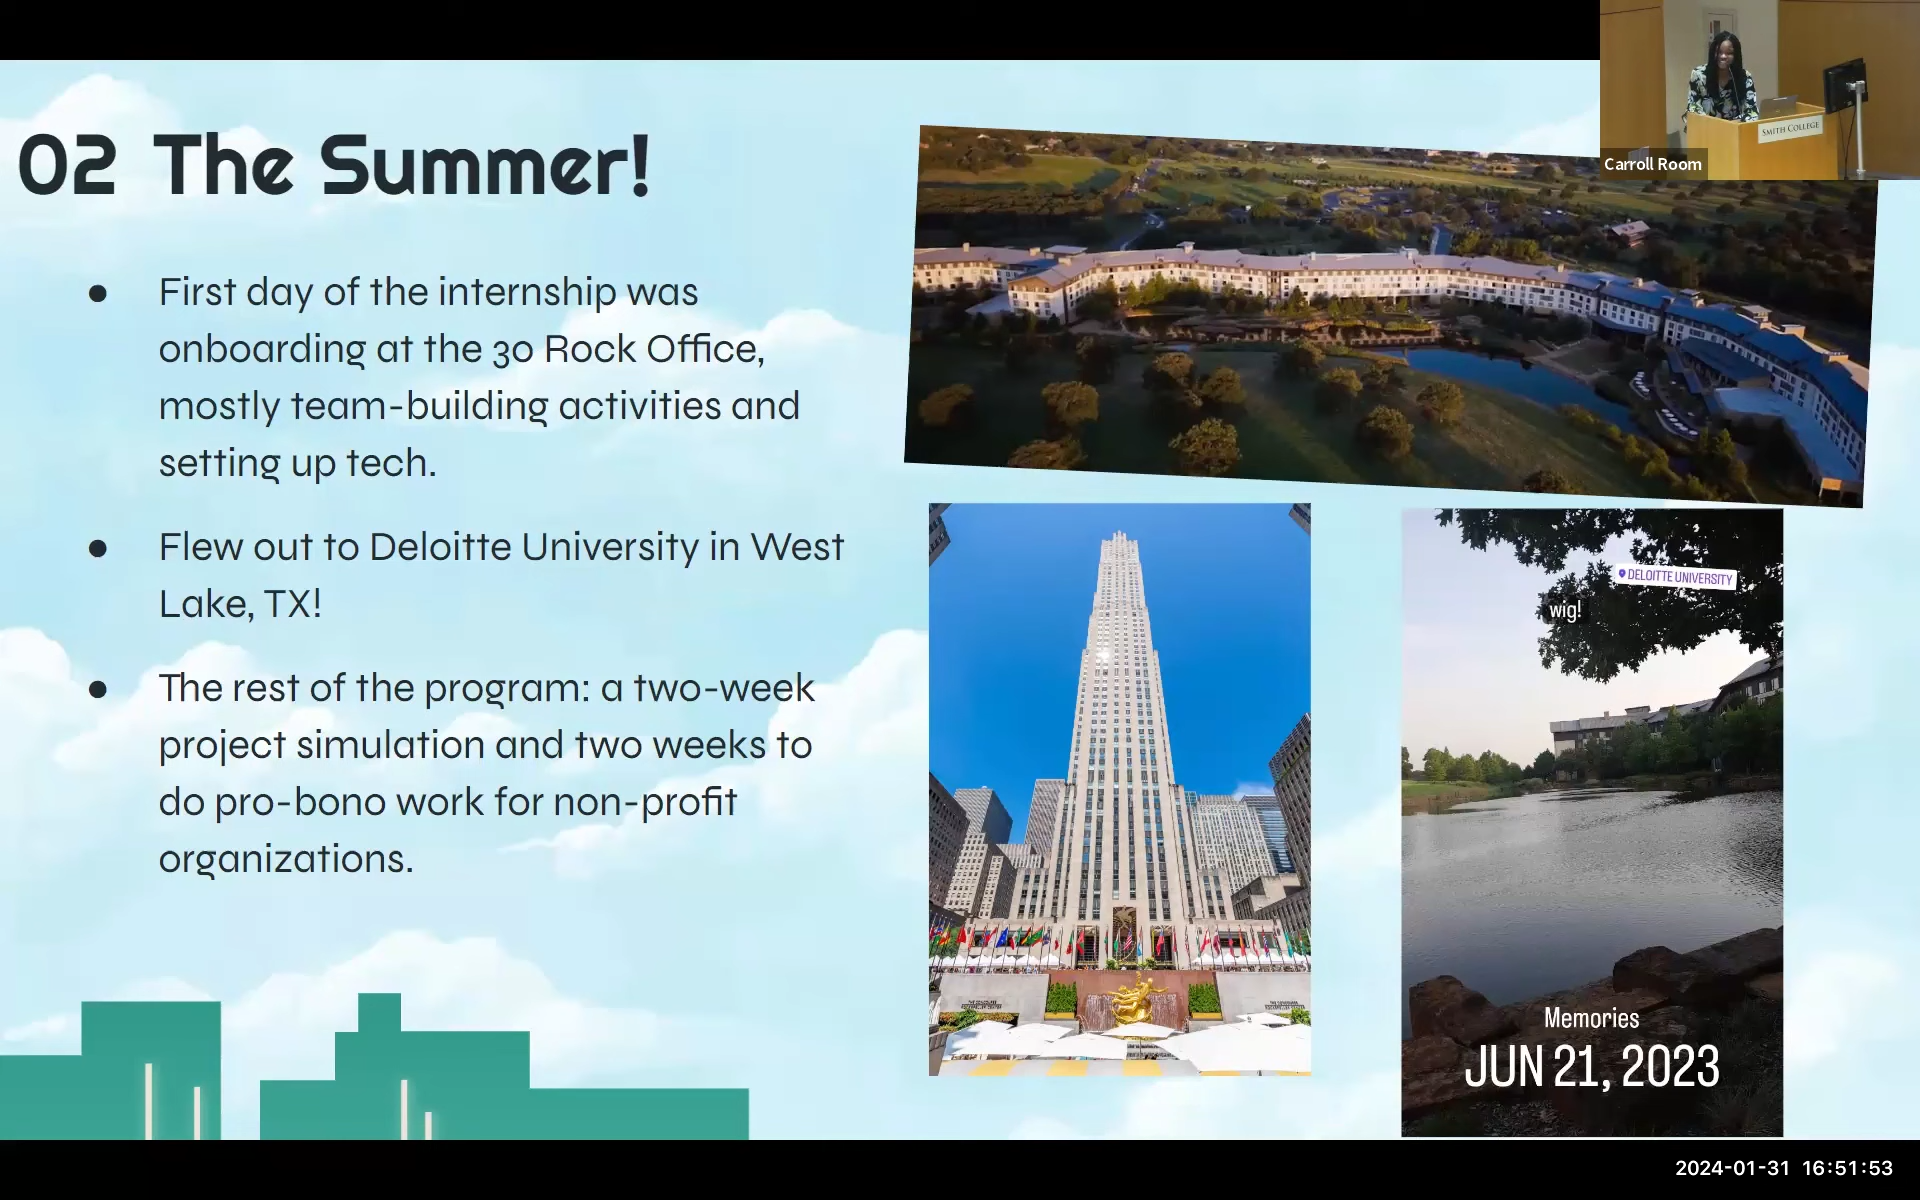 02 The Summer!
● First day of the internship was
onboarding at the 30 Rock Office,
mostly team-building activities and
setting up tech.
● Flew out to Deloitte University in West
Lake, TX!
● The rest of the program: a two-week
project simulation and two weeks to
do pro-bono work for non-profit
organizations.
SMITH COLLEGE
Carroll Room
DELOITTE UNIVERSITY
wig!
Memories
JUN 21, 2023
2024-01-31 16:51:53